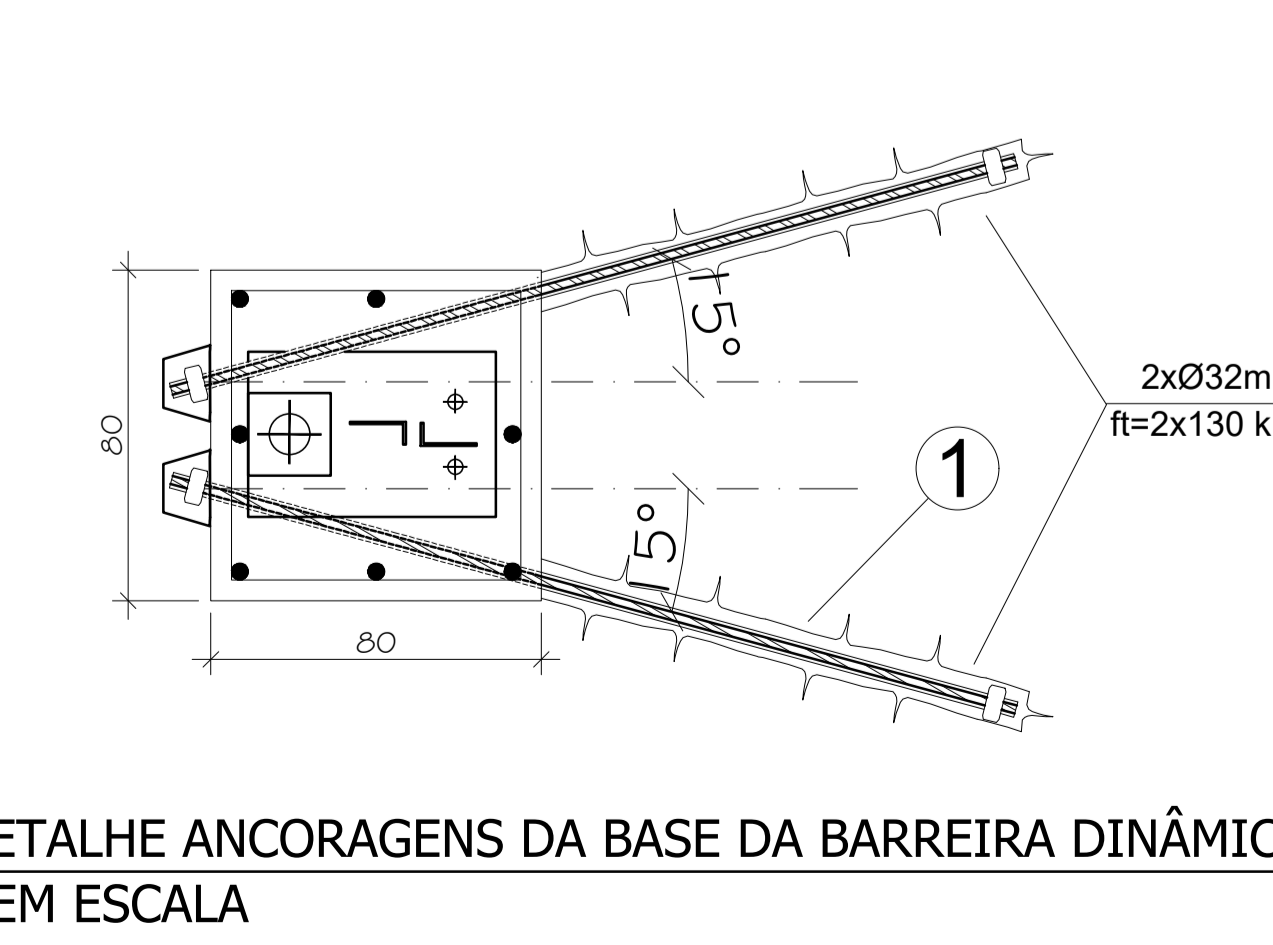 15°
2xØ32m
80
ft=2x130 k
1
15°
80
ETALHE ANCORAGENS DA BASE DA BARREIRA DINÂMIC
EM ESCALA